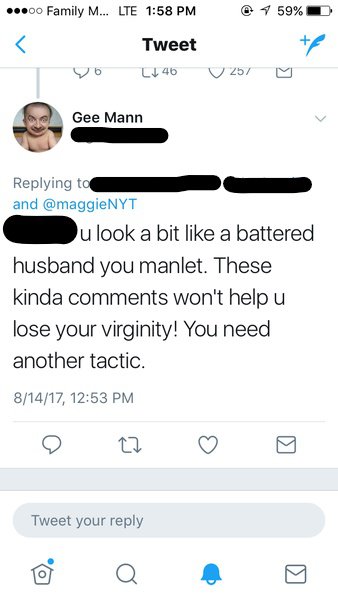 Family M... LTE 1:58 PM 59%
Tweet
6 46 257
Gee Mann
Replying to
and @maggieNYT
u look a bit like a battered
husband you manlet. These
kinda comments won't help u
lose your virginity! You need
another tactic.
8/14/17, 12:53 PM
Tweet your reply